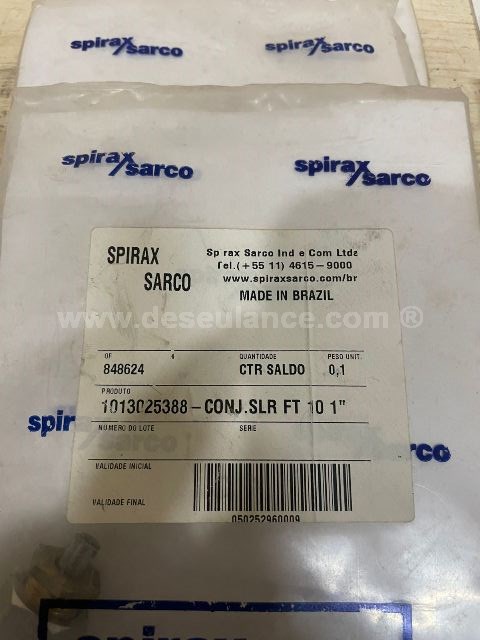 spirax sarco spirax sarco
spirax sarco spirax sarco
SPIRAX SARCO
Sp rax Sarco Ind e Com Ltda
Tel.(+55 11) 4615-9000
www.spiraxsarco.com/br
MADE IN BRAZIL
www.deseulance.com ®
OF 4 QUANTIDADE PESO UNIT.
848624 CTR SALDO 0,1
PRODUTO
1013025388-CONJ.SLR FT 10 1"
NUMERO DO LOTE SERIE
spir rco
VALIDADE INICIAL
VALIDADE FINAL
050252960009
spirax